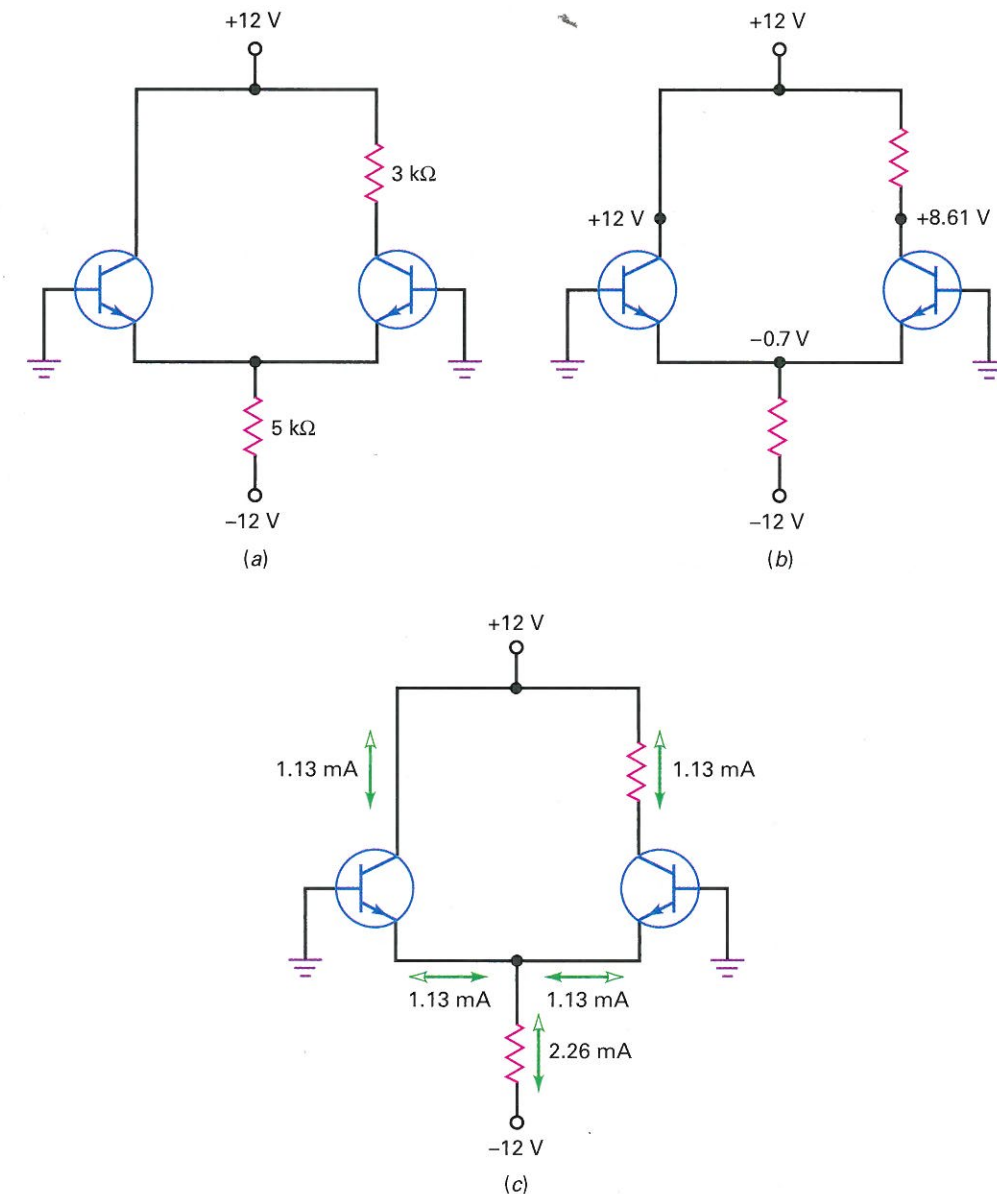 +12 V
3 kΩ
5 kΩ
–12 V
(a)
+12 V
+12 V
+8.61 V
–0.7 V
–12 V
(b)
+12 V
1.13 mA
1.13 mA
1.13 mA
1.13 mA
2.26 mA
–12 V
(c)